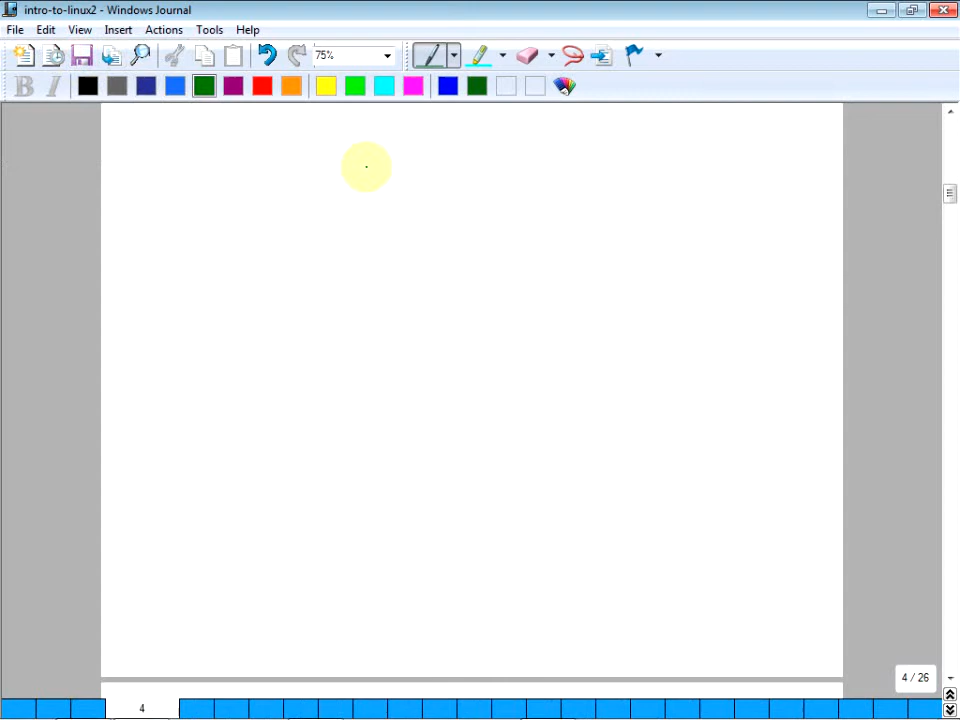 intro-to-linux2 - Windows Journal
File Edit View Insert Actions Tools Help
75%
B I
4 / 26
4